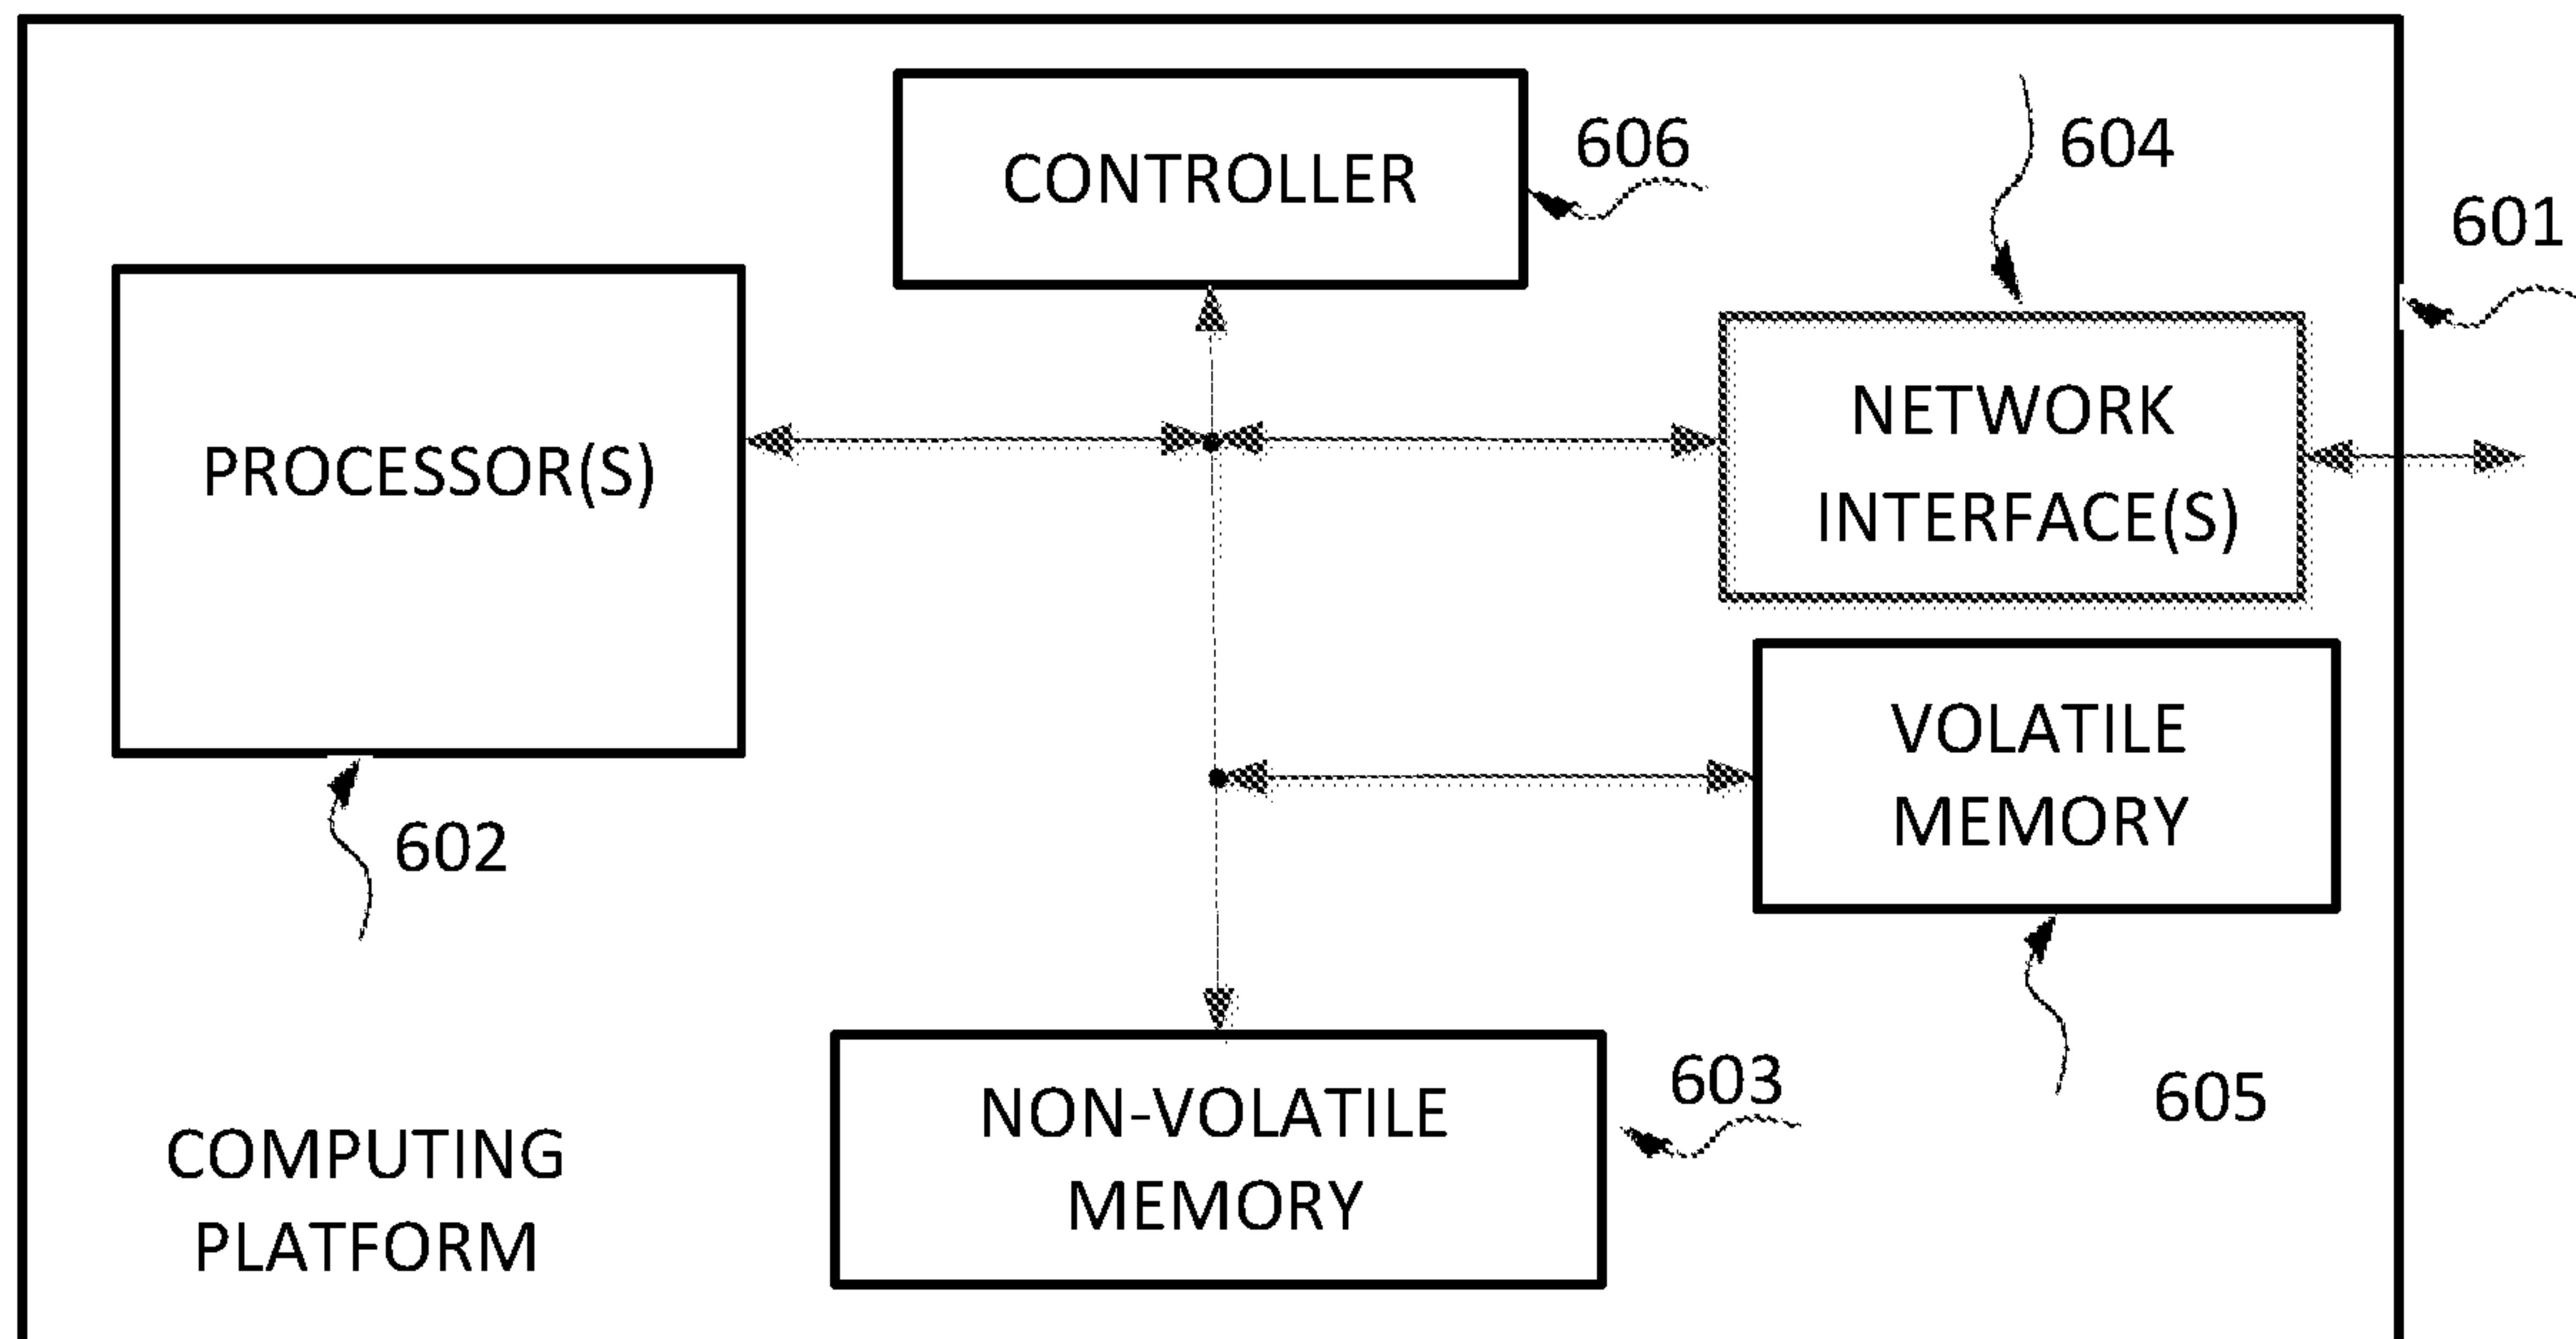 CONTROLLER
606
604
601
PROCESSOR(S)
NETWORK
INTERFACE(S)
VOLATILE
MEMORY
602
605
NON-VOLATILE
MEMORY
603
COMPUTING
PLATFORM